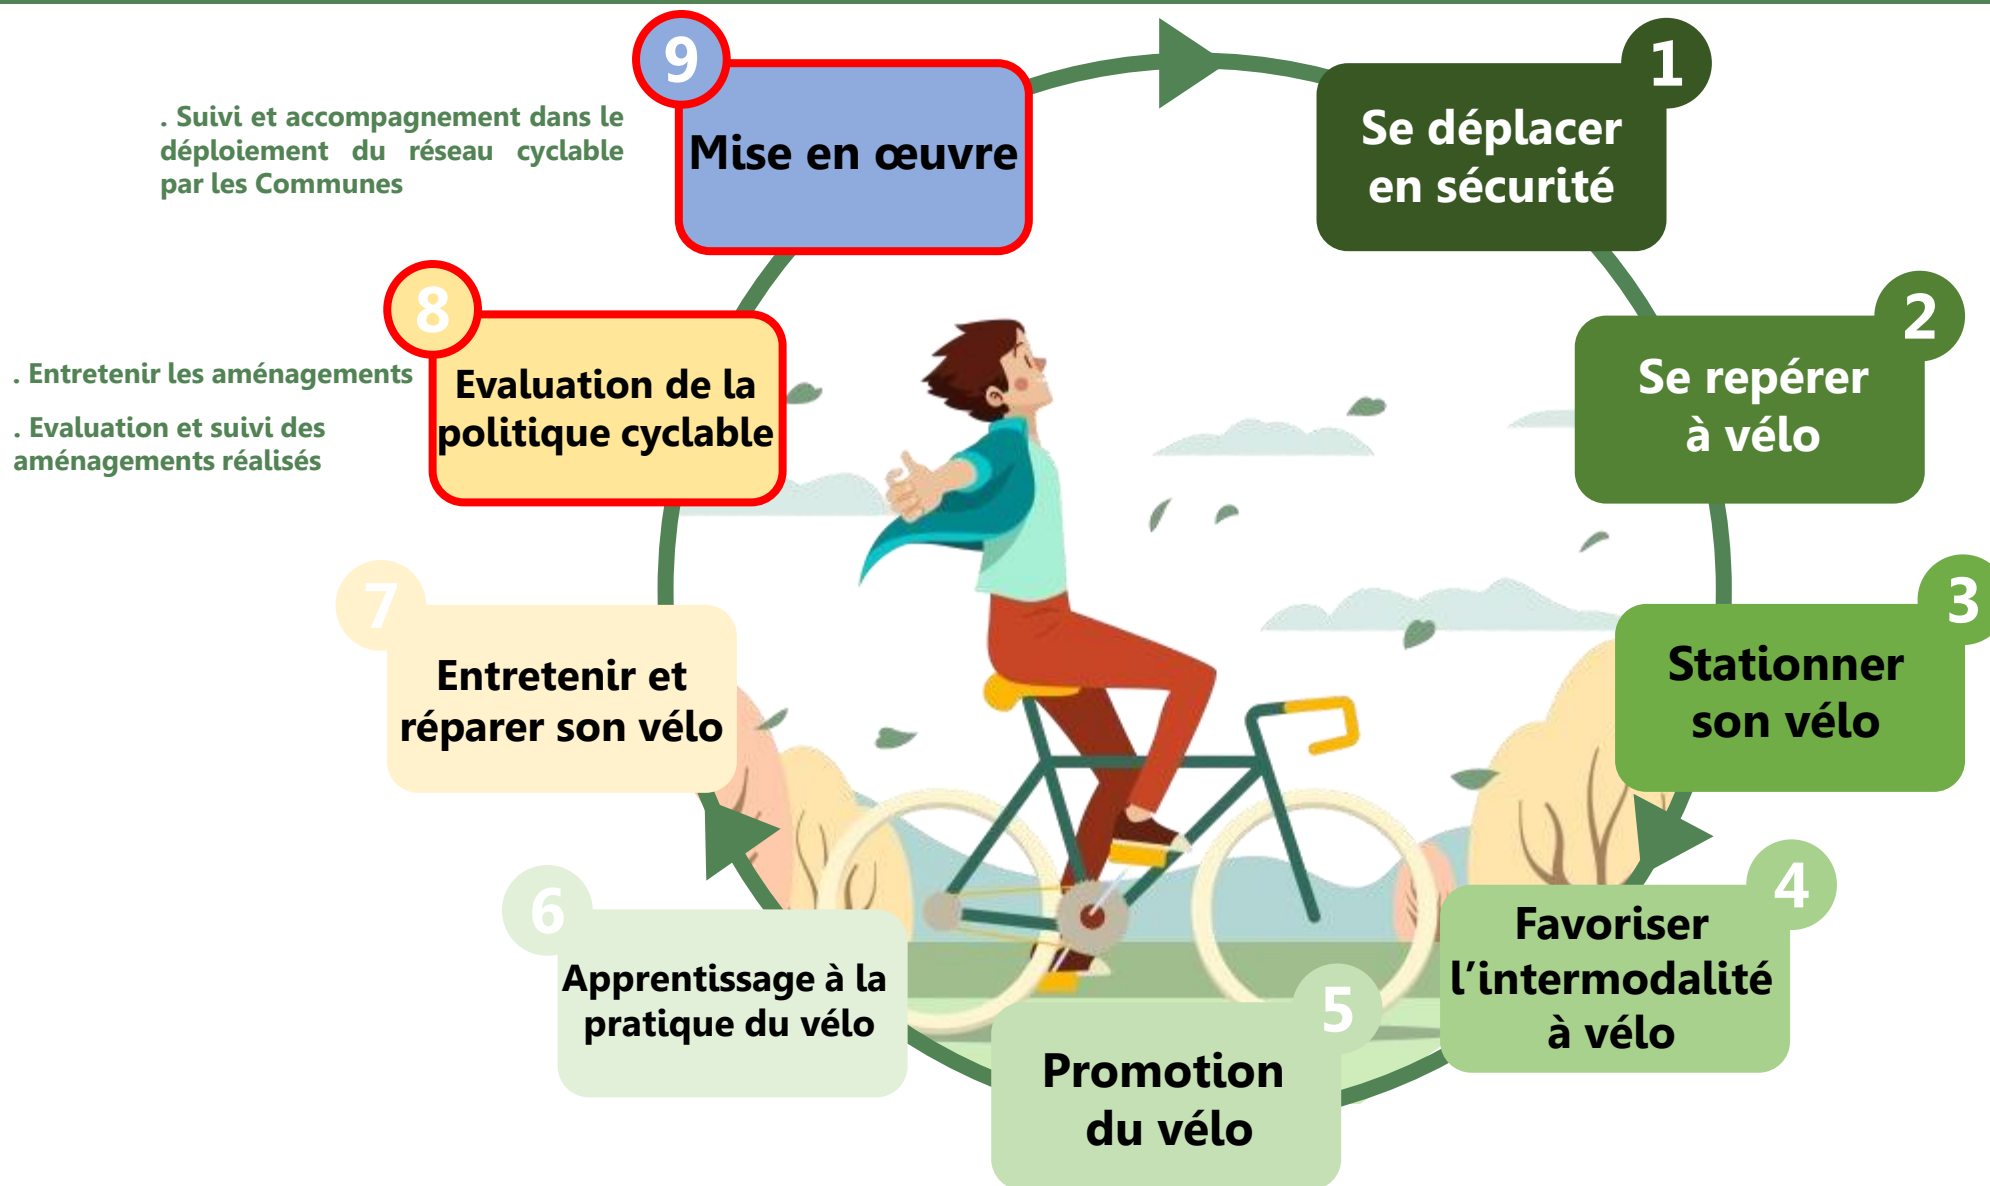 9
Mise en œuvre
. Suivi et accompagnement dans le
déploiement du réseau cyclable
par les Communes
1
Se déplacer
en sécurité
8
Evaluation de la
politique cyclable
. Entretenir les aménagements
. Evaluation et suivi des
aménagements réalisés
2
Se repérer
à vélo
7
Entretenir et
réparer son vélo
3
Stationner
son vélo
6
Apprentissage à la
pratique du vélo
4
Favoriser
l’intermodalité
à vélo
5
Promotion
du vélo